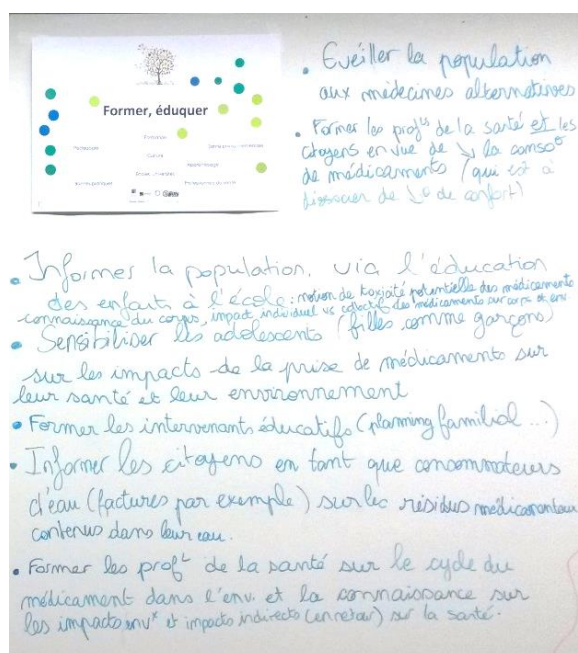 Former, éduquer
• Eveiller la population
aux médecines alternatives
• Former les prof^ls de la santé et les
citoyens en vue de ↘ la conso°
de médicaments (qui est à
dissocier de ↘ de confort)
• Informer la population, via l'éducation
des enfants à l'école : notion de toxicité potentielle des médicaments
connaissance du corps, impact individuel vs collectif des médicaments sur corps et env.
• Sensibiliser les adolescents (filles comme garçons)
sur les impacts de la prise de médicaments sur
leur santé et leur environnement
• Former les intervenants éducatifs (planning familial ...)
• Informer les citoyens en tant que consommateurs
d'eau (factures par exemple) sur les résidus médicamenteux
contenus dans leur eau.
• Former les prof^l de la santé sur le cycle du
médicament dans l'env. et la connaissance sur
les impacts env^x et impacts indirects (en retour) sur la santé.